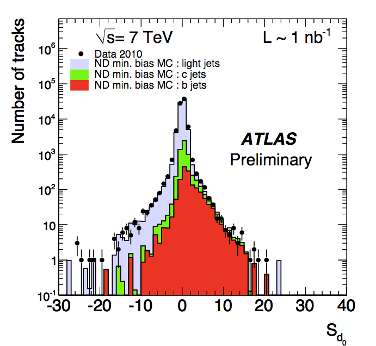 √s = 7 TeV L ~ 1 nb⁻¹
Data 2010
ND min. bias MC : light jets
ND min. bias MC : c jets
ND min. bias MC : b jets
ATLAS
Preliminary
Number of tracks
10⁶
10⁵
10⁴
10³
10²
10
1
10⁻¹
-30 -20 -10 0 10 20 30 40
S_d₀